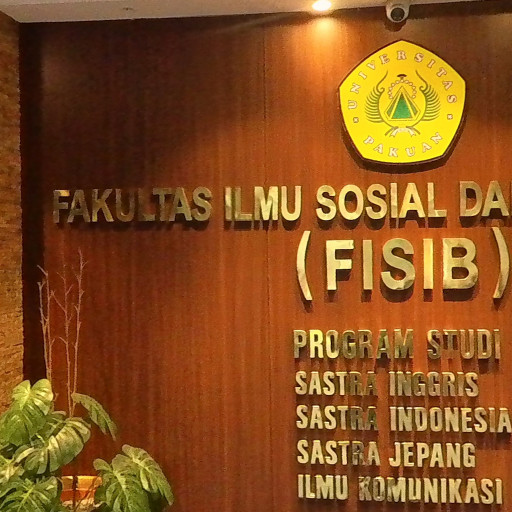 UNIVERSITAS
PAKUAN
FAKULTAS ILMU SOSIAL DA
(FISIB)
PROGRAM STUDI
SASTRA INGGRIS
SASTRA INDONESIA
SASTRA JEPANG
ILMU KOMUNIKASI